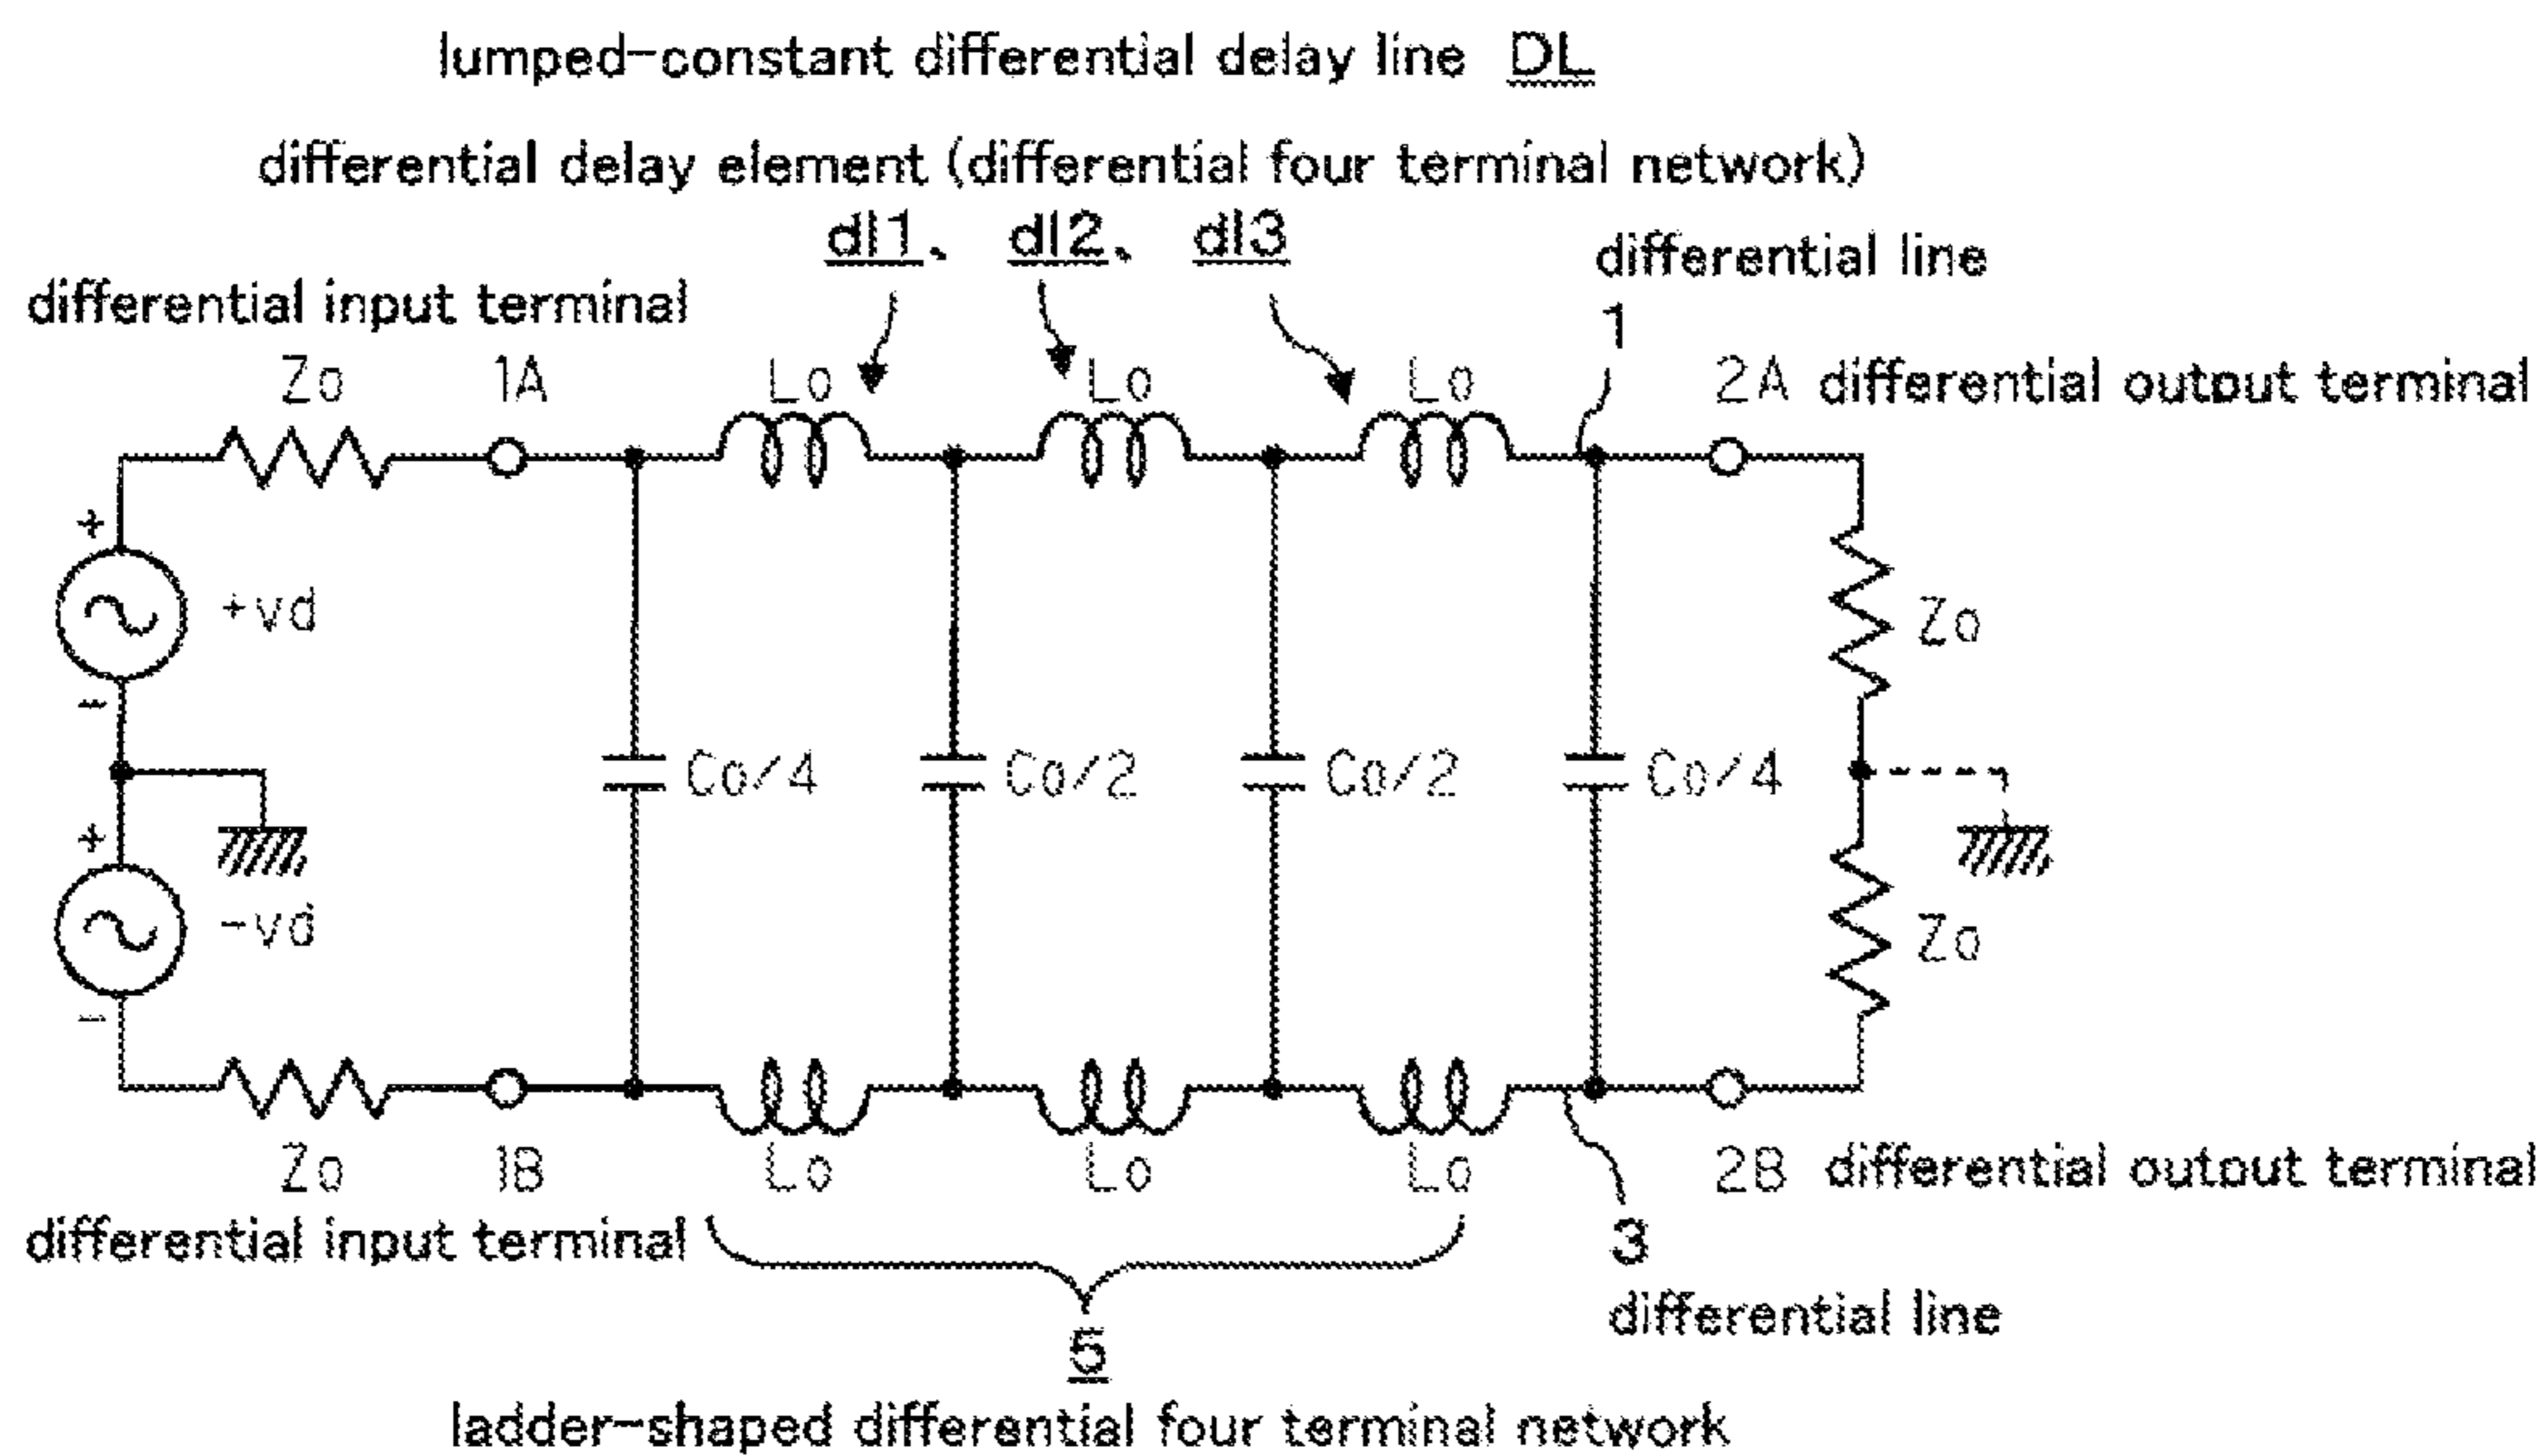 lumped-constant differential delay line DL
differential delay element (differential four terminal network)
dl1、 dl2、 dl3
differential line
1
differential input terminal
Zo 1A Lo Lo Lo 2A differential output terminal
+
+vd
Zo
-
Co/4 Co/2 Co/2 Co/4
+
-vd
Zo
-
Zo 1B Lo Lo Lo 2B differential output terminal
differential input terminal
3
differential line
5
ladder-shaped differential four terminal network